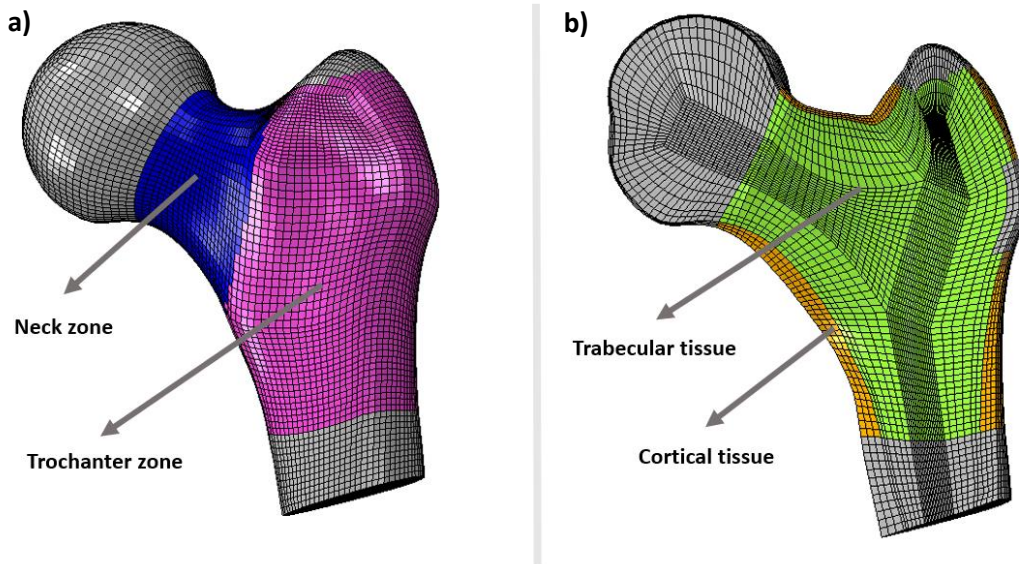 a)
Neck zone
Trochanter zone
b)
Trabecular tissue
Cortical tissue